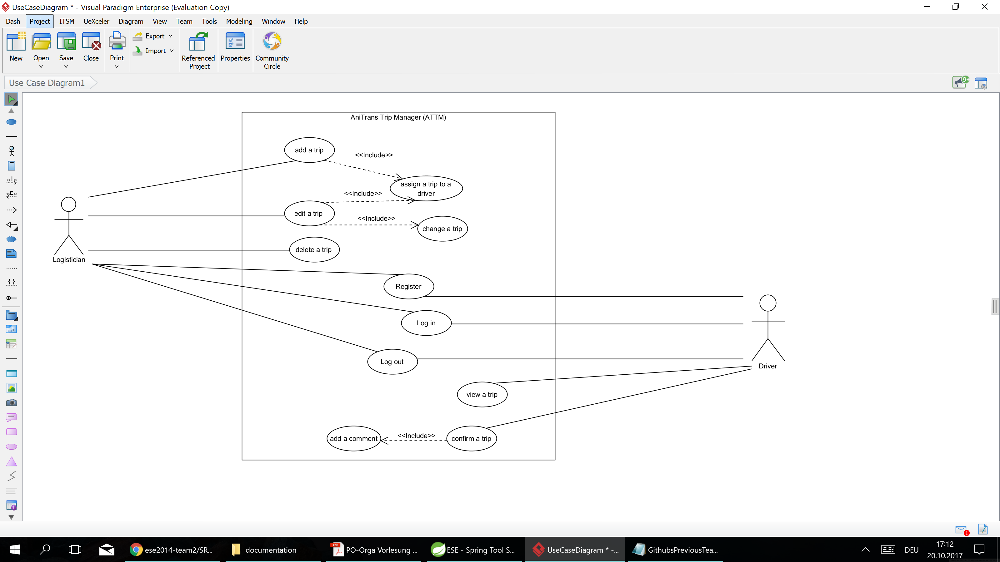 UseCaseDiagram * - Visual Paradigm Enterprise (Evaluation Copy)
Dash Project ITSM UeXceler Diagram View Team Tools Modeling Window Help
New Open Save Close Print Export Import Referenced Project Properties Community Circle
Use Case Diagram1
9+
AniTrans Trip Manager (ATTM)
add a trip
<<Include>>
assign a trip to a
driver
<<Include>>
edit a trip
<<Include>>
change a trip
delete a trip
Logistician
Register
Log in
Log out
Driver
view a trip
add a comment
<<Include>>
confirm a trip
<<I>>
<<E>>
{ }
1
ese2014-team2/SR...
documentation
PDF
PO-Orga Vorlesung ...
ESE - Spring Tool S...
UseCaseDiagram * -...
GithubsPreviousTea...
DEU
17:12
20.10.2017